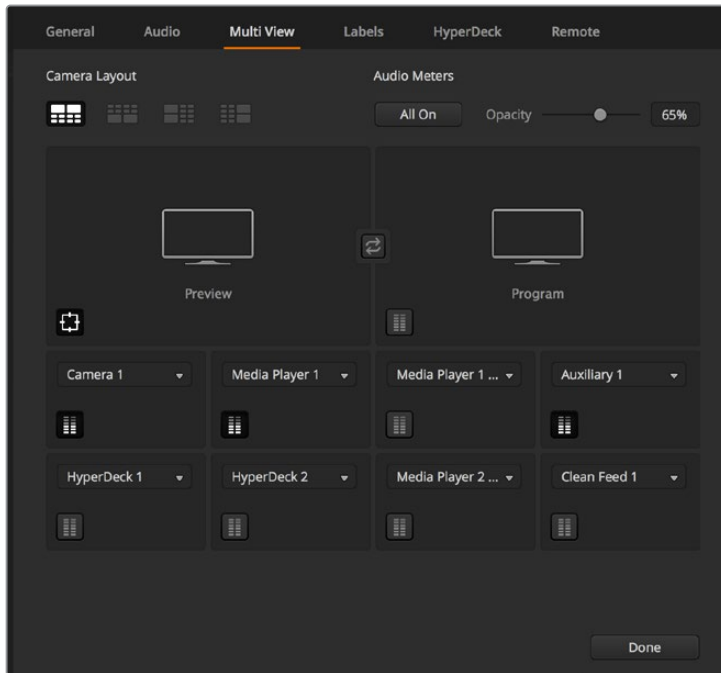 General Audio Multi View Labels HyperDeck Remote
Camera Layout Audio Meters
All On Opacity 65%
Preview Program
Camera 1 Media Player 1 Media Player 1 ... Auxiliary 1
HyperDeck 1 HyperDeck 2 Media Player 2 ... Clean Feed 1
Done